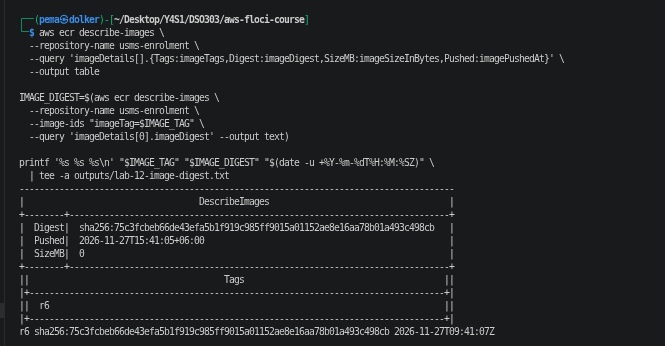 ┌──(pema㉿dolker)-[~/Desktop/Y4S1/DSO303/aws-floci-course]
└─$ aws ecr describe-images \
  --repository-name usms-enrolment \
  --query 'imageDetails[].{Tags:imageTags,Digest:imageDigest,SizeMB:imageSizeInBytes,Pushed:imagePushedAt}' \
  --output table

IMAGE_DIGEST=$(aws ecr describe-images \
  --repository-name usms-enrolment \
  --image-ids "imageTag=$IMAGE_TAG" \
  --query 'imageDetails[0].imageDigest' --output text)

printf '%s %s %s\n' "$IMAGE_TAG" "$IMAGE_DIGEST" "$(date -u +%Y-%m-%dT%H:%M:%SZ)" \
  | tee -a outputs/lab-12-image-digest.txt
---------------------------------------------------------------------------------------
|                                   DescribeImages                                    |
+--------+----------------------------------------------------------------------------+
|  Digest|  sha256:75c3fcbeb66de43efa5b1f919c985ff9015a01152ae8e16aa78b01a493c498cb   |
|  Pushed|  2026-11-27T15:41:05+06:00                                                 |
|  SizeMB|  0                                                                         |
+--------+----------------------------------------------------------------------------+
||                                       Tags                                        ||
|+-----------------------------------------------------------------------------------+|
||  r6                                                                               ||
|+-----------------------------------------------------------------------------------+|
r6 sha256:75c3fcbeb66de43efa5b1f919c985ff9015a01152ae8e16aa78b01a493c498cb 2026-11-27T09:41:07Z